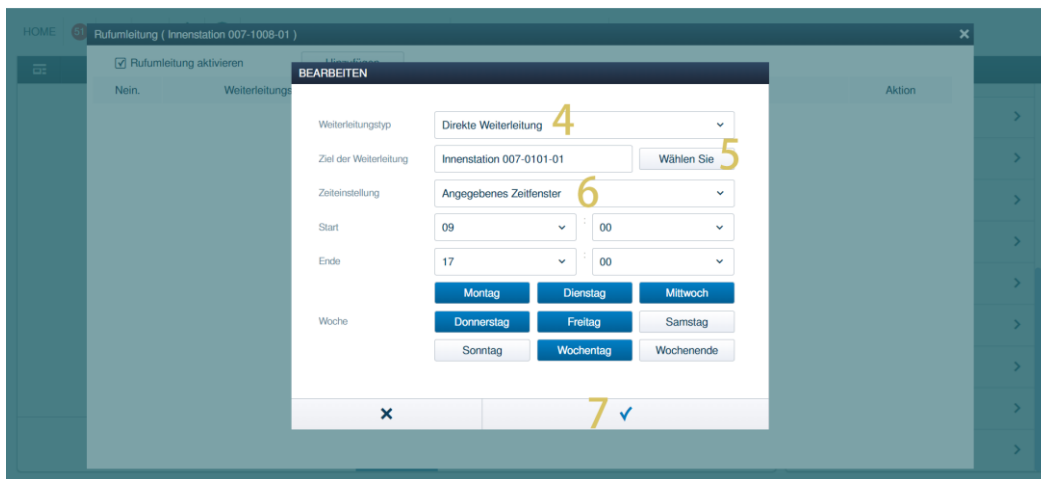 HOME 51
Rufumleitung ( Innenstation 007-1008-01 )
Rufumleitung aktivieren Hinzufügen
Nein. Weiterleitungs Aktion
BEARBEITEN
Weiterleitungstyp Direkte Weiterleitung 4
Ziel der Weiterleitung Innenstation 007-0101-01 Wählen Sie 5
Zeiteinstellung Angegebenes Zeitfenster 6
Start 09 : 00
Ende 17 : 00
Montag Dienstag Mittwoch
Woche Donnerstag Freitag Samstag
Sonntag Wochentag Wochenende
7